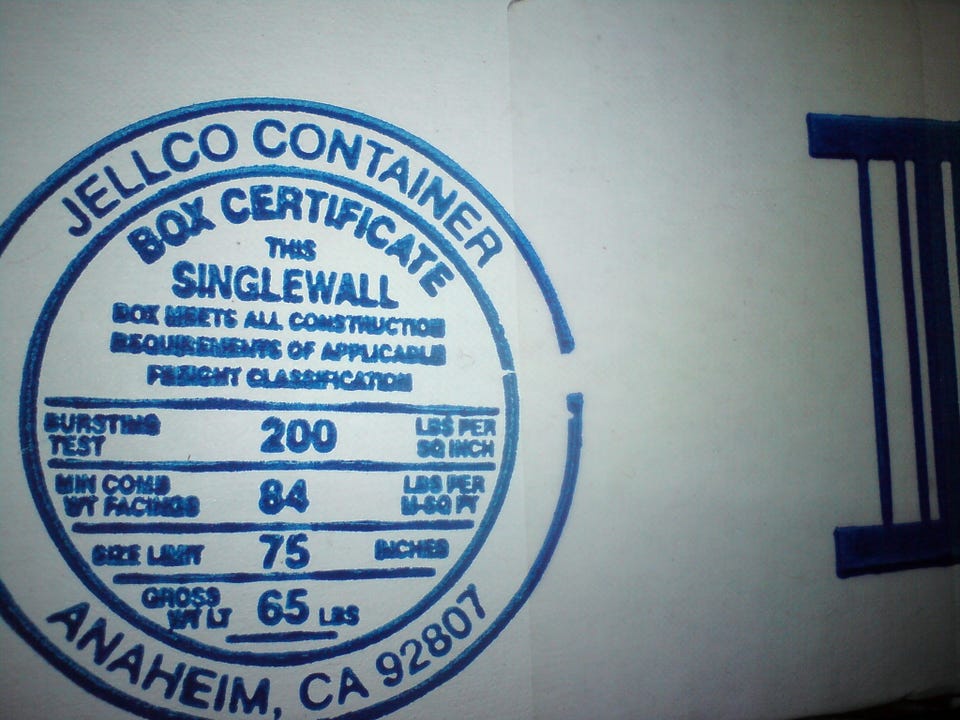 JELLCO CONTAINER
BOX CERTIFICATE
THIS
SINGLEWALL
BOX MEETS ALL CONSTRUCTION
REQUIREMENTS OF APPLICABLE
FREIGHT CLASSIFICATION
BURSTING TEST 200 LBS PER SQ INCH
MIN COMB WT FACINGS 84 LBS PER M-SQ FT
SIZE LIMIT 75 INCHES
GROSS WT LT 65 LBS
ANAHEIM, CA 92807